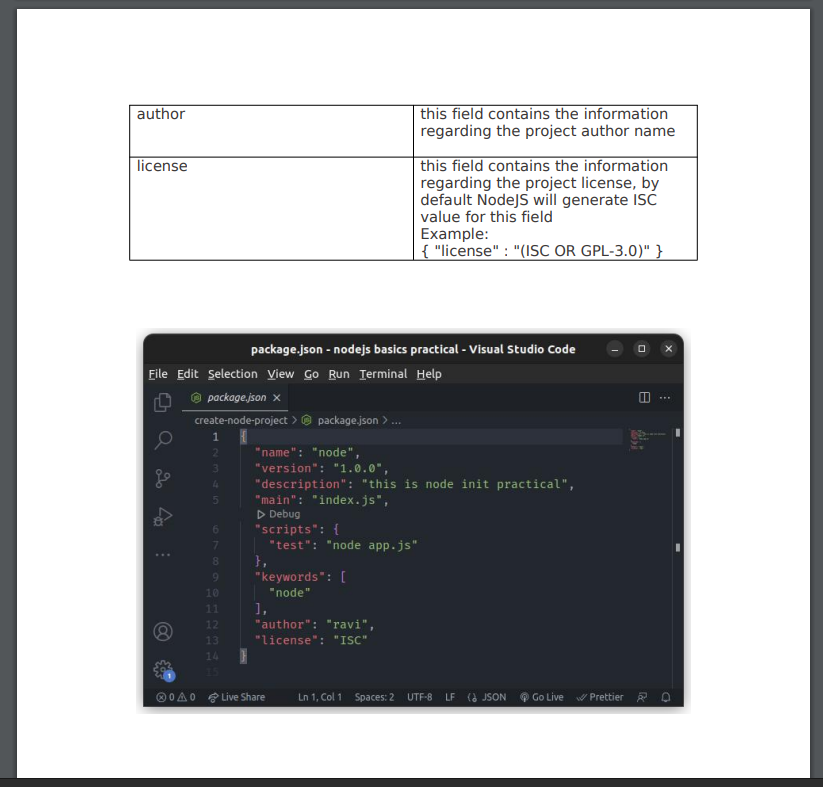 author
this field contains the information
regarding the project author name
license
this field contains the information
regarding the project license, by
default NodeJS will generate ISC
value for this field
Example:
{ "license" : "(ISC OR GPL-3.0)" }
package.json - nodejs basics practical - Visual Studio Code
File Edit Selection View Go Run Terminal Help
package.json
create-node-project > package.json > ...
1 {
2 "name": "node",
3 "version": "1.0.0",
4 "description": "this is node init practical",
5 "main": "index.js",
Debug
6 "scripts": {
7 "test": "node app.js"
8 },
9 "keywords": [
10 "node"
11 ],
12 "author": "ravi",
13 "license": "ISC"
14 }
15
1
0 0 Live Share Ln 1, Col 1 Spaces: 2 UTF-8 LF JSON Go Live Prettier